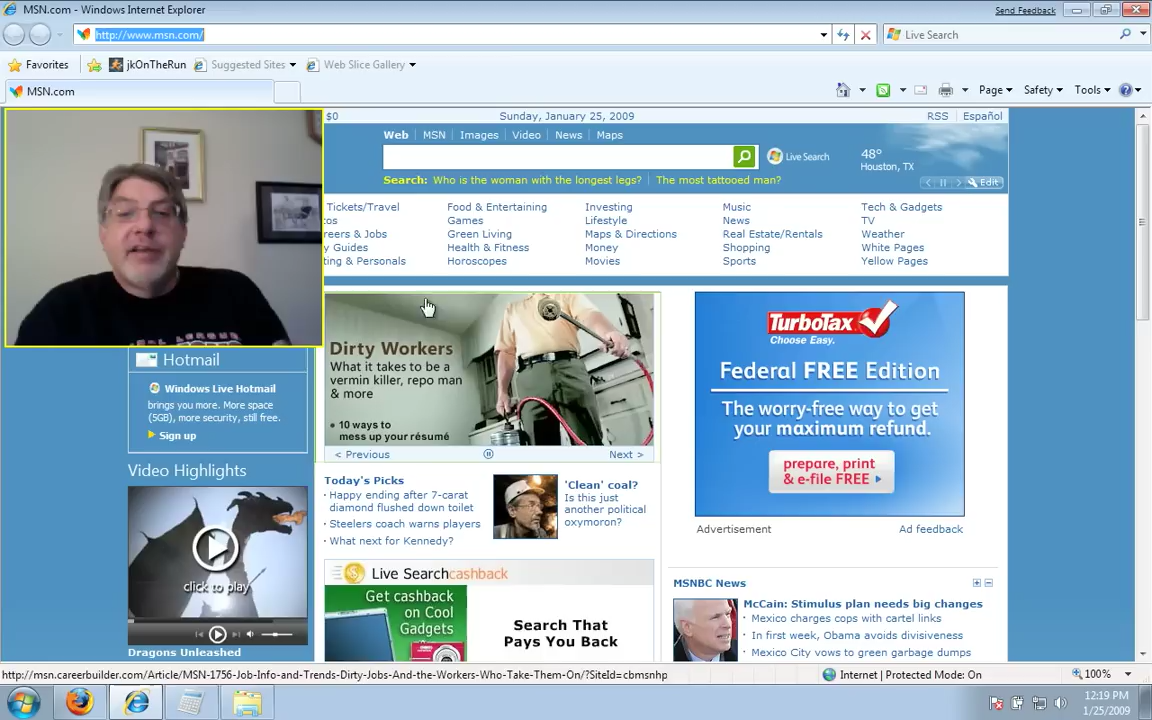 MSN.com - Windows Internet Explorer
Send Feedback
http://www.msn.com/
Live Search
Favorites
jkOnTheRun
Suggested Sites
Web Slice Gallery
MSN.com
Page
Safety
Tools
$0
Sunday, January 25, 2009
RSS
Español
Web
MSN
Images
Video
News
Maps
Live Search
48°
Houston, TX
Edit
Search: Who is the woman with the longest legs?
The most tattooed man?
Tickets/Travel
Food & Entertaining
Investing
Music
Tech & Gadgets
tos
Games
Lifestyle
News
TV
reers & Jobs
Green Living
Maps & Directions
Real Estate/Rentals
Weather
y Guides
Health & Fitness
Money
Shopping
White Pages
ting & Personals
Horoscopes
Movies
Sports
Yellow Pages
Dirty Workers
What it takes to be a
vermin killer, repo man
& more
• 10 ways to
mess up your résumé
< Previous
Next >
TurboTax
Choose Easy.
Federal FREE Edition
The worry-free way to get
your maximum refund.
prepare, print
& e-file FREE
Advertisement
Ad feedback
Hotmail
Windows Live Hotmail
brings you more. More space
(5GB), more security, still free.
Sign up
Video Highlights
click to play
Dragons Unleashed
Today's Picks
Happy ending after 7-carat
diamond flushed down toilet
Steelers coach warns players
What next for Kennedy?
'Clean' coal?
Is this just
another political
oxymoron?
Live Search cashback
Get cashback
on Cool
Gadgets
Search That
Pays You Back
MSNBC News
McCain: Stimulus plan needs big changes
Mexico charges cops with cartel links
In first week, Obama avoids divisiveness
Mexico City vows to green garbage dumps
http://msn.careerbuilder.com/Article/MSN-1756-Job-Info-and-Trends-Dirty-Jobs-And-the-Workers-Who-Take-Them-On/?SiteId=cbmsnhp
Internet | Protected Mode: On
100%
12:19 PM
1/25/2009